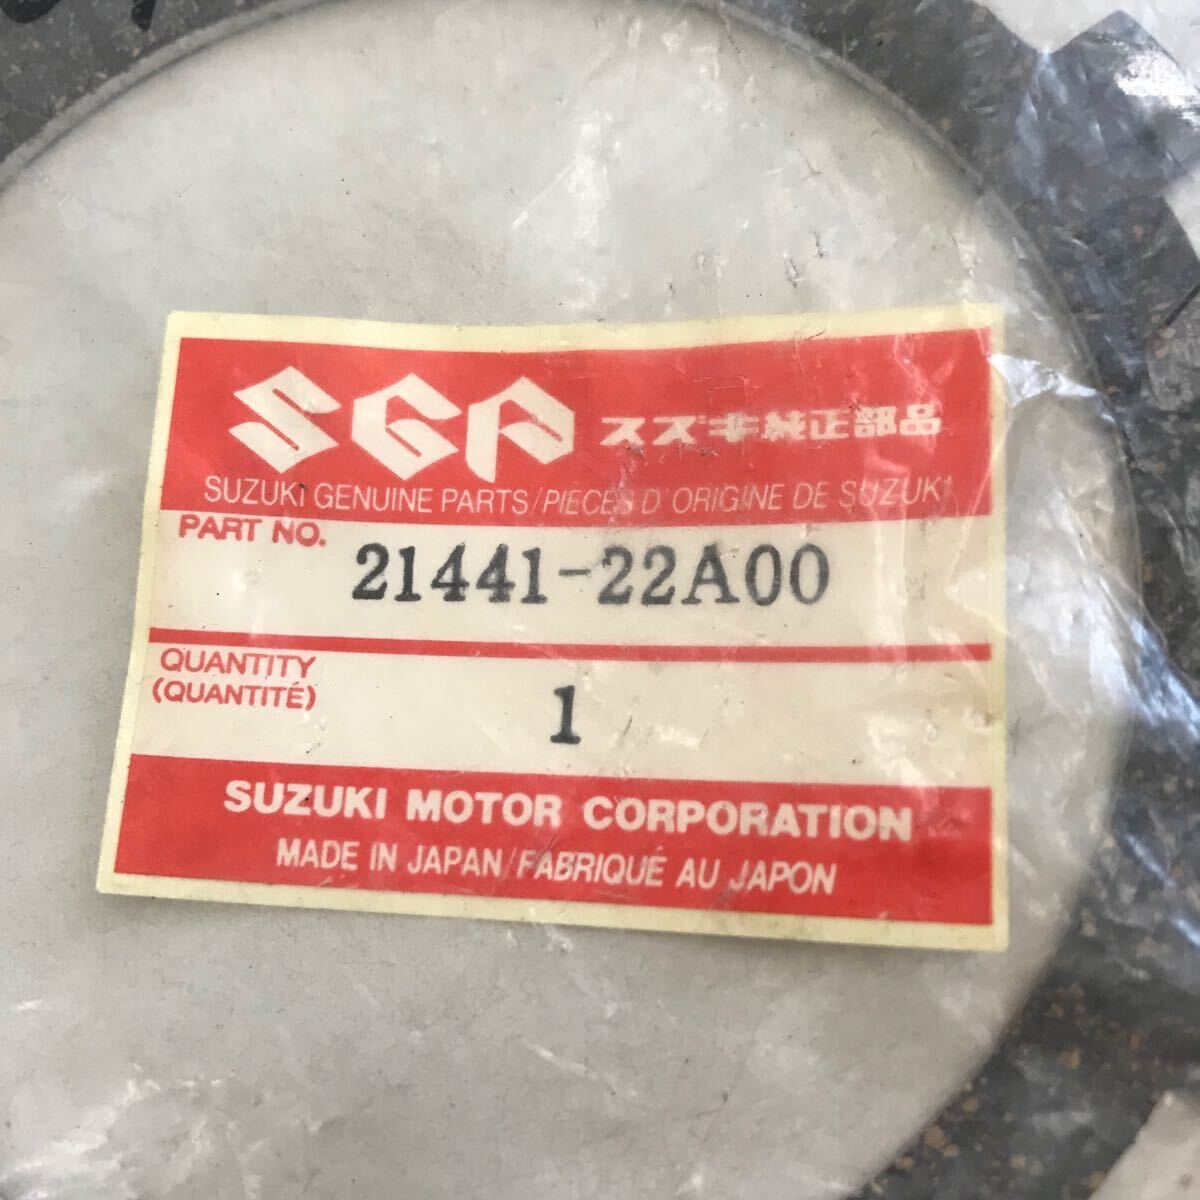 SGP スズキ純正部品
SUZUKI GENUINE PARTS/PIECES D'ORIGINE DE SUZUKI
PART NO. 21441-22A00
QUANTITY
(QUANTITÉ) 1
SUZUKI MOTOR CORPORATION
MADE IN JAPAN/FABRIQUÉ AU JAPON